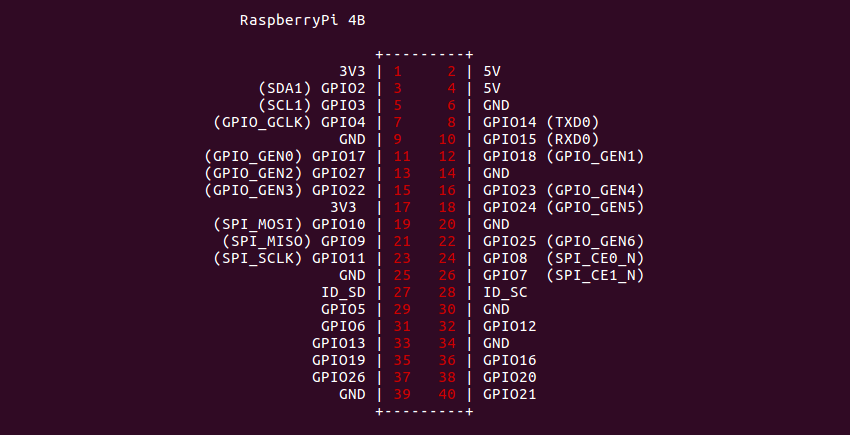 RaspberryPi 4B
+---------+
3V3 | 1 2 | 5V
(SDA1) GPIO2 | 3 4 | 5V
(SCL1) GPIO3 | 5 6 | GND
(GPIO_GCLK) GPIO4 | 7 8 | GPIO14 (TXD0)
GND | 9 10 | GPIO15 (RXD0)
(GPIO_GEN0) GPIO17 | 11 12 | GPIO18 (GPIO_GEN1)
(GPIO_GEN2) GPIO27 | 13 14 | GND
(GPIO_GEN3) GPIO22 | 15 16 | GPIO23 (GPIO_GEN4)
3V3 | 17 18 | GPIO24 (GPIO_GEN5)
(SPI_MOSI) GPIO10 | 19 20 | GND
(SPI_MISO) GPIO9 | 21 22 | GPIO25 (GPIO_GEN6)
(SPI_SCLK) GPIO11 | 23 24 | GPIO8 (SPI_CE0_N)
GND | 25 26 | GPIO7 (SPI_CE1_N)
ID_SD | 27 28 | ID_SC
GPIO5 | 29 30 | GND
GPIO6 | 31 32 | GPIO12
GPIO13 | 33 34 | GND
GPIO19 | 35 36 | GPIO16
GPIO26 | 37 38 | GPIO20
GND | 39 40 | GPIO21
+---------+